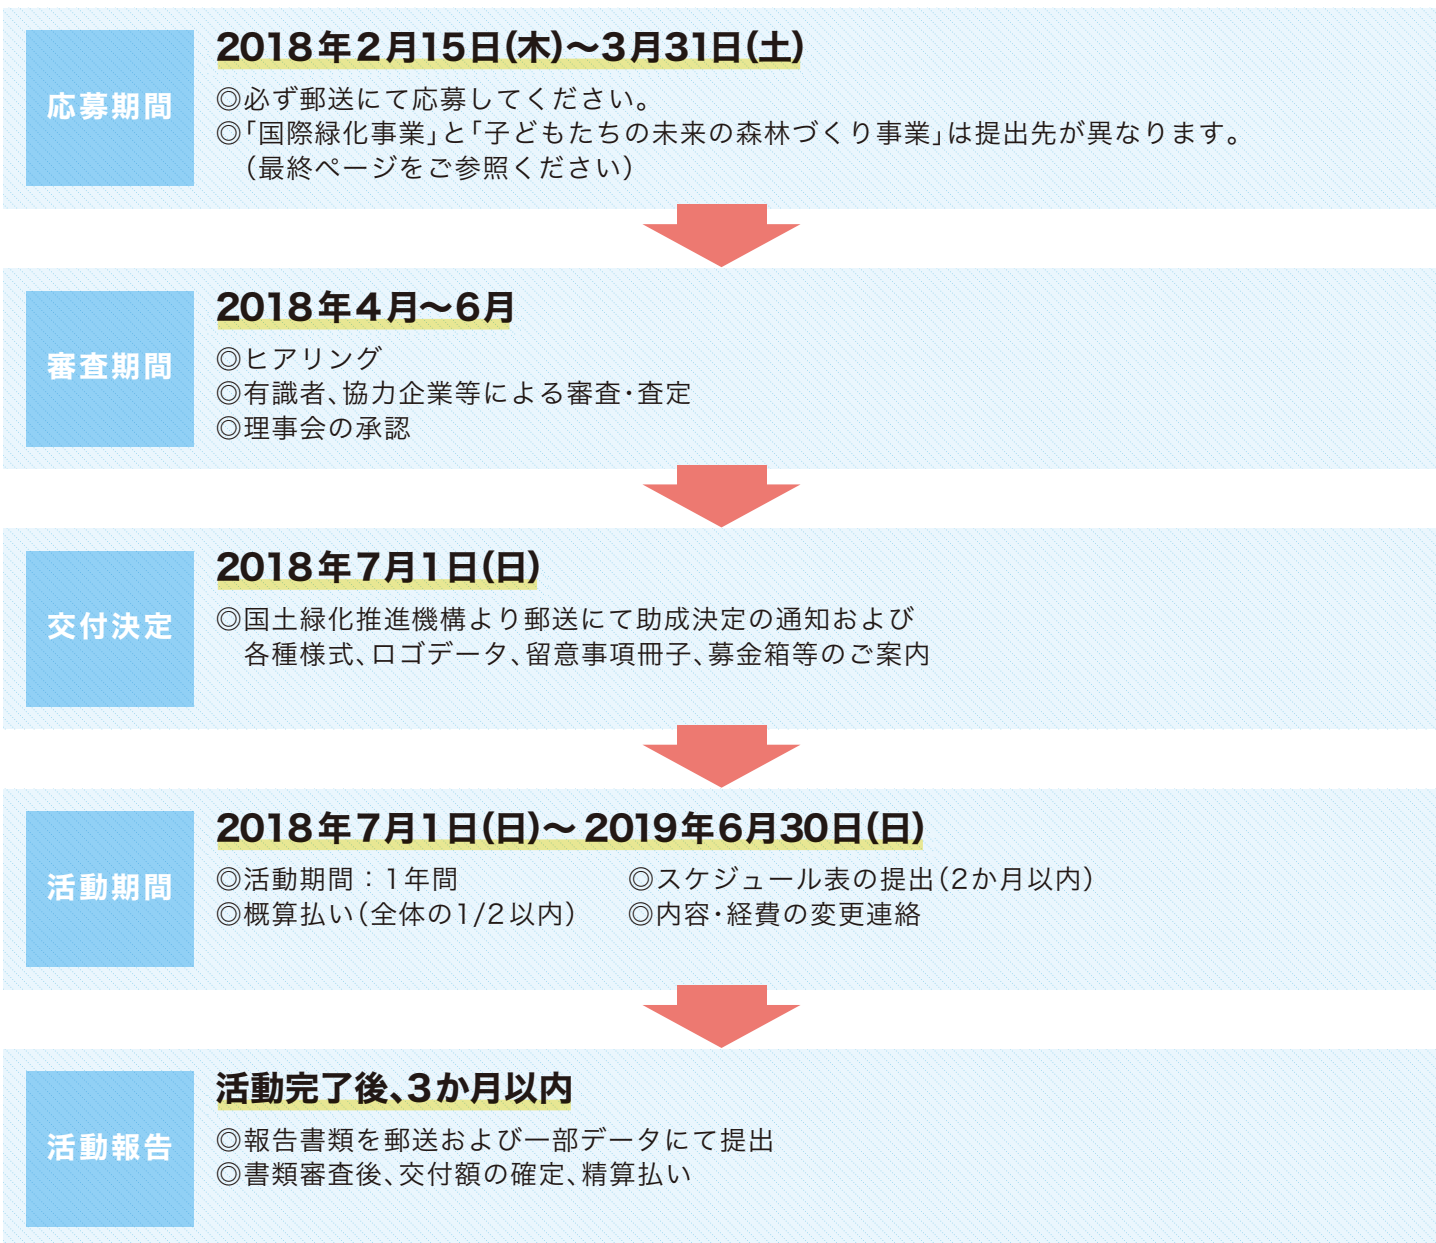 応募期間
2018年2月15日(木)〜3月31日(土)
◎必ず郵送にて応募してください。
◎「国際緑化事業」と「子どもたちの未来の森林づくり事業」は提出先が異なります。
（最終ページをご参照ください）
審査期間
2018年4月〜6月
◎ヒアリング
◎有識者、協力企業等による審査・査定
◎理事会の承認
交付決定
2018年7月1日(日)
◎国土緑化推進機構より郵送にて助成決定の通知および
各種様式、ロゴデータ、留意事項冊子、募金箱等のご案内
活動期間
2018年7月1日(日)〜2019年6月30日(日)
◎活動期間：1年間 ◎スケジュール表の提出（2か月以内）
◎概算払い（全体の1/2以内） ◎内容・経費の変更連絡
活動報告
活動完了後、3か月以内
◎報告書類を郵送および一部データにて提出
◎書類審査後、交付額の確定、精算払い